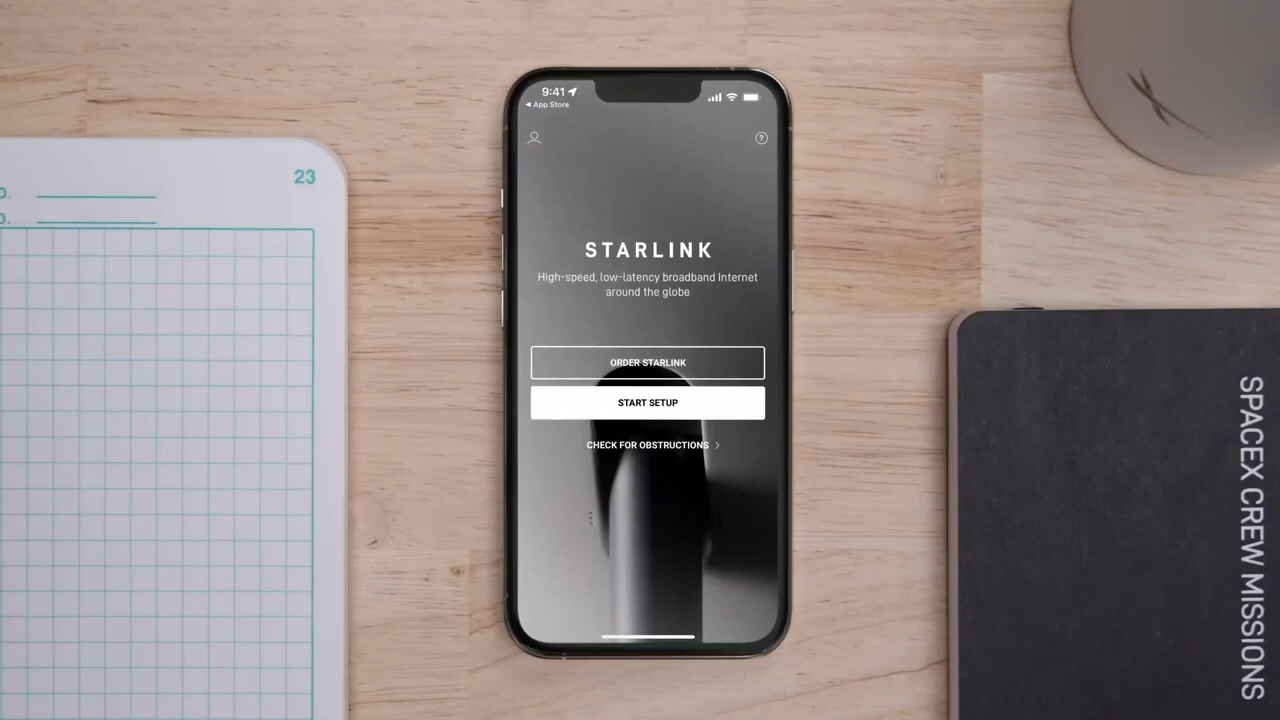 23
9:41
App Store
STARLINK
High-speed, low-latency broadband Internet
around the globe
ORDER STARLINK
START SETUP
CHECK FOR OBSTRUCTIONS
SPACEX CREW MISSIONS